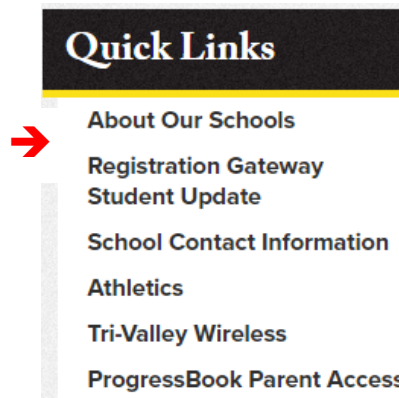 Quick Links
About Our Schools
Registration Gateway
Student Update
School Contact Information
Athletics
Tri-Valley Wireless
ProgressBook Parent Access